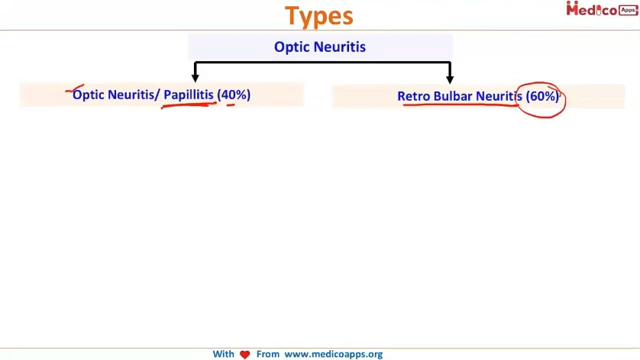 Types
Medico
Apps
Optic Neuritis
Optic Neuritis/ Papillitis (40%)
Retro Bulbar Neuritis (60%)
With From www.medicoapps.org